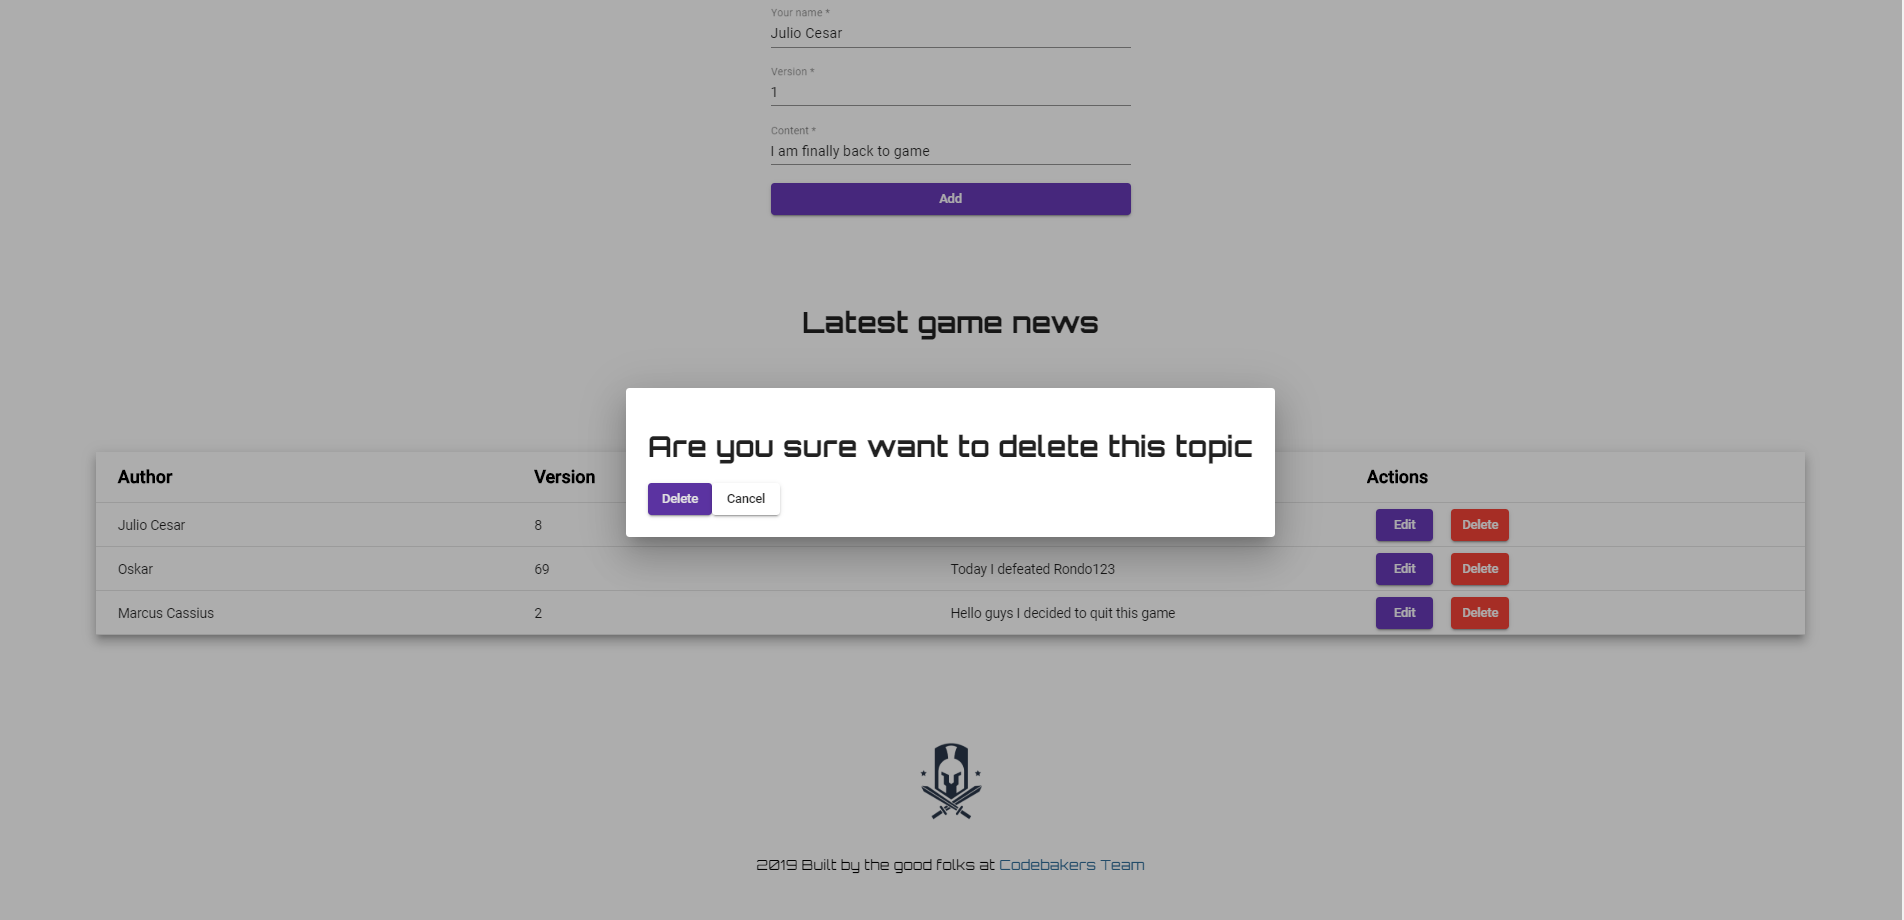 Your name *
Julio Cesar
Version *
1
Content *
I am finally back to game
Add
Latest game news
Are you sure want to delete this topic
Delete Cancel
Author Version Actions
Julio Cesar 8 Edit Delete
Oskar 69 Today I defeated Rondo123 Edit Delete
Marcus Cassius 2 Hello guys I decided to quit this game Edit Delete
2019 Built by the good folks at Codebakers Team